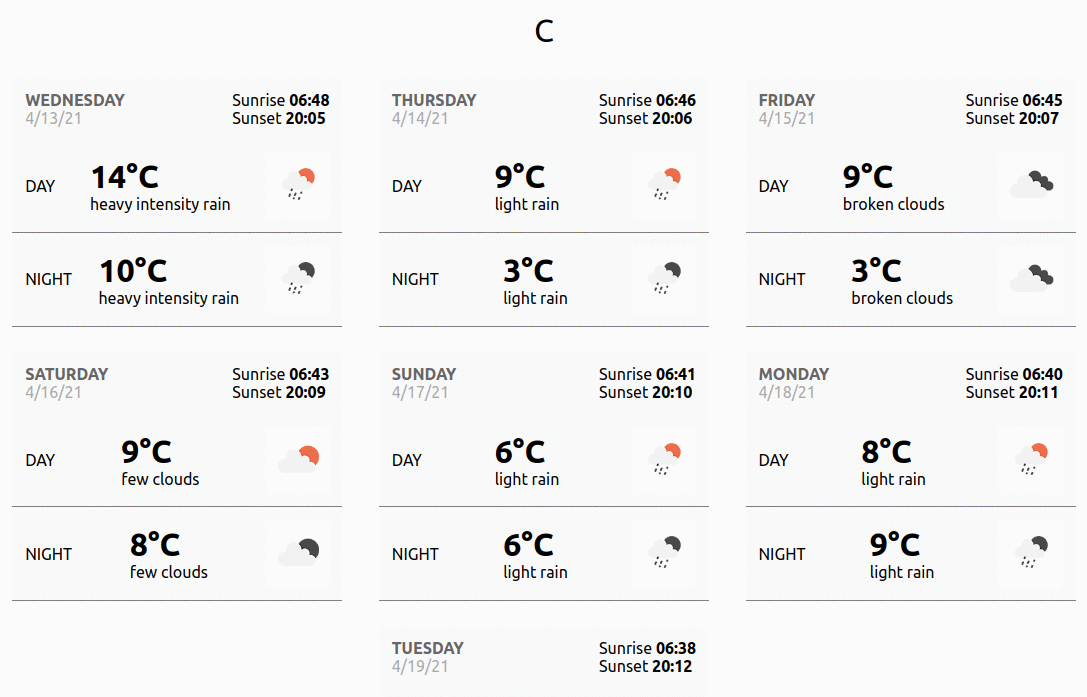 C
WEDNESDAY
4/13/21
Sunrise 06:48
Sunset 20:05
DAY
14°C
heavy intensity rain
NIGHT
10°C
heavy intensity rain
THURSDAY
4/14/21
Sunrise 06:46
Sunset 20:06
DAY
9°C
light rain
NIGHT
3°C
light rain
FRIDAY
4/15/21
Sunrise 06:45
Sunset 20:07
DAY
9°C
broken clouds
NIGHT
3°C
broken clouds
SATURDAY
4/16/21
Sunrise 06:43
Sunset 20:09
DAY
9°C
few clouds
NIGHT
8°C
few clouds
SUNDAY
4/17/21
Sunrise 06:41
Sunset 20:10
DAY
6°C
light rain
NIGHT
6°C
light rain
MONDAY
4/18/21
Sunrise 06:40
Sunset 20:11
DAY
8°C
light rain
NIGHT
9°C
light rain
TUESDAY
4/19/21
Sunrise 06:38
Sunset 20:12